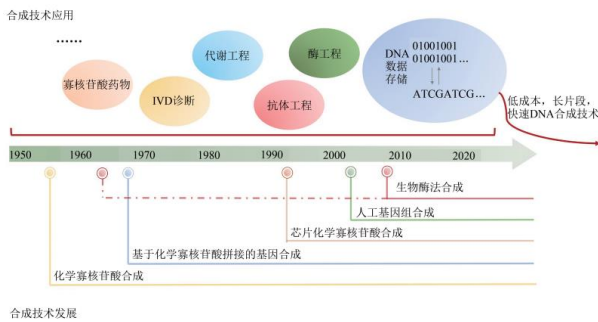 合成技术应用
……
寡核苷酸药物
IVD诊断
代谢工程
抗体工程
酶工程
DNA
数据
存储
01001001
01001001…
ATCGATCG…
低成本，长片段，
快速DNA合成技术
1950 1960 1970 1980 1990 2000 2010 2020
生物酶法合成
人工基因组合成
芯片化学寡核苷酸合成
基于化学寡核苷酸拼接的基因合成
化学寡核苷酸合成
合成技术发展